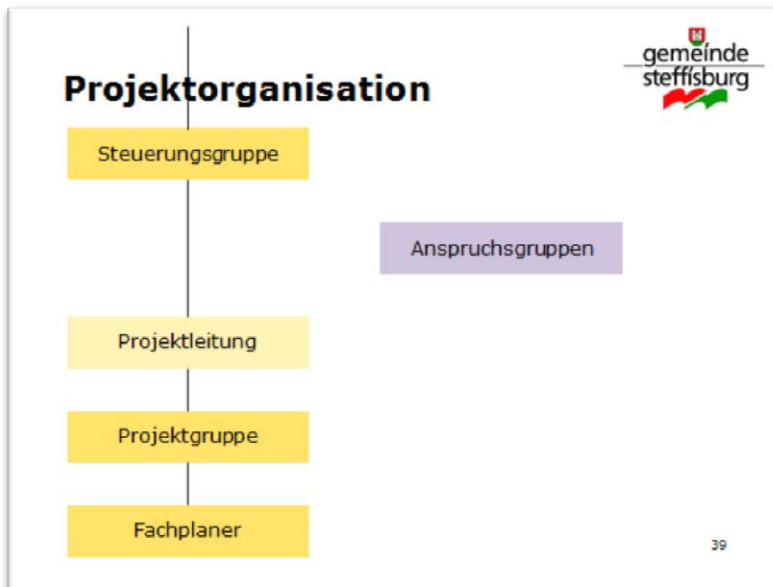 gemeinde
steffisburg
Projektorganisation
Steuerungsgruppe
Anspruchsgruppen
Projektleitung
Projektgruppe
Fachplaner
39